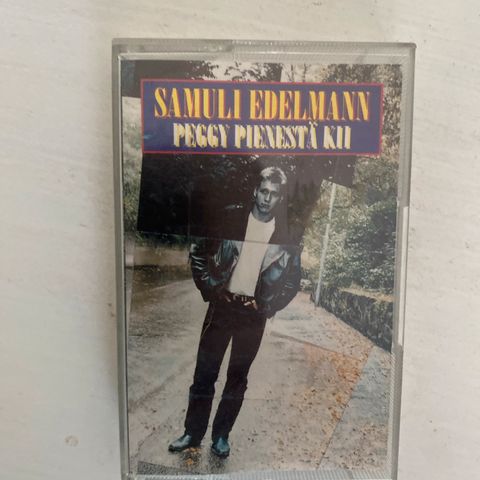 SAMULI EDELMANN
PEGGY PIENESTÄ KII